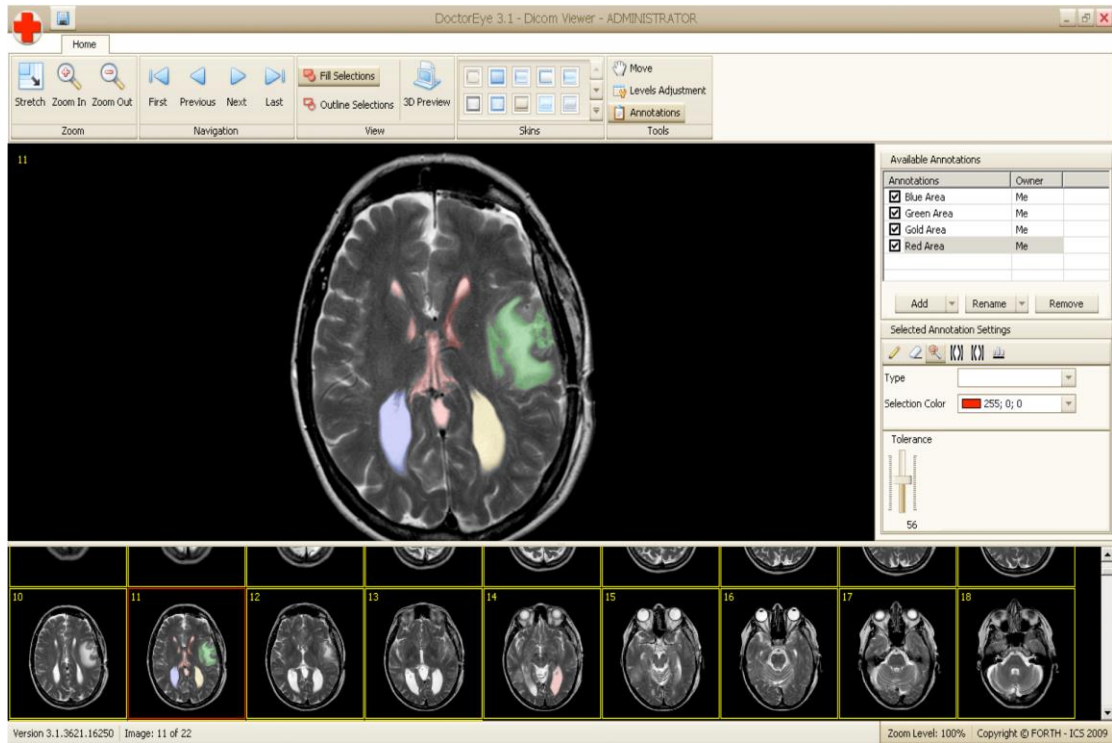 DoctorEye 3.1 - Dicom Viewer - ADMINISTRATOR
Home
Stretch Zoom In Zoom Out
Zoom
First Previous Next Last
Navigation
Fill Selections
Outline Selections
3D Preview
View
Skins
Move
Levels Adjustment
Annotations
Tools
11
Available Annotations
Annotations Owner
Blue Area Me
Green Area Me
Gold Area Me
Red Area Me
Add Rename Remove
Selected Annotation Settings
Type
Selection Color 255; 0; 0
Tolerance
56
10 11 12 13 14 15 16 17 18
Version 3.1.3621.16250 Image: 11 of 22 Zoom Level: 100% Copyright © FORTH - ICS 2009